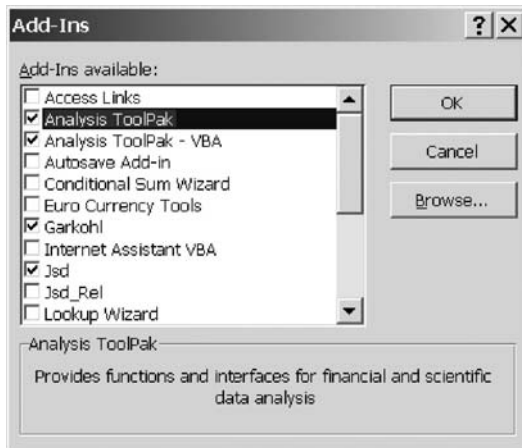 Add-Ins
Add-Ins available:
Access Links
Analysis ToolPak
Analysis ToolPak - VBA
Autosave Add-in
Conditional Sum Wizard
Euro Currency Tools
Garkohl
Internet Assistant VBA
Jsd
Jsd_Rel
Lookup Wizard
OK
Cancel
Browse...
Analysis ToolPak
Provides functions and interfaces for financial and scientific
data analysis